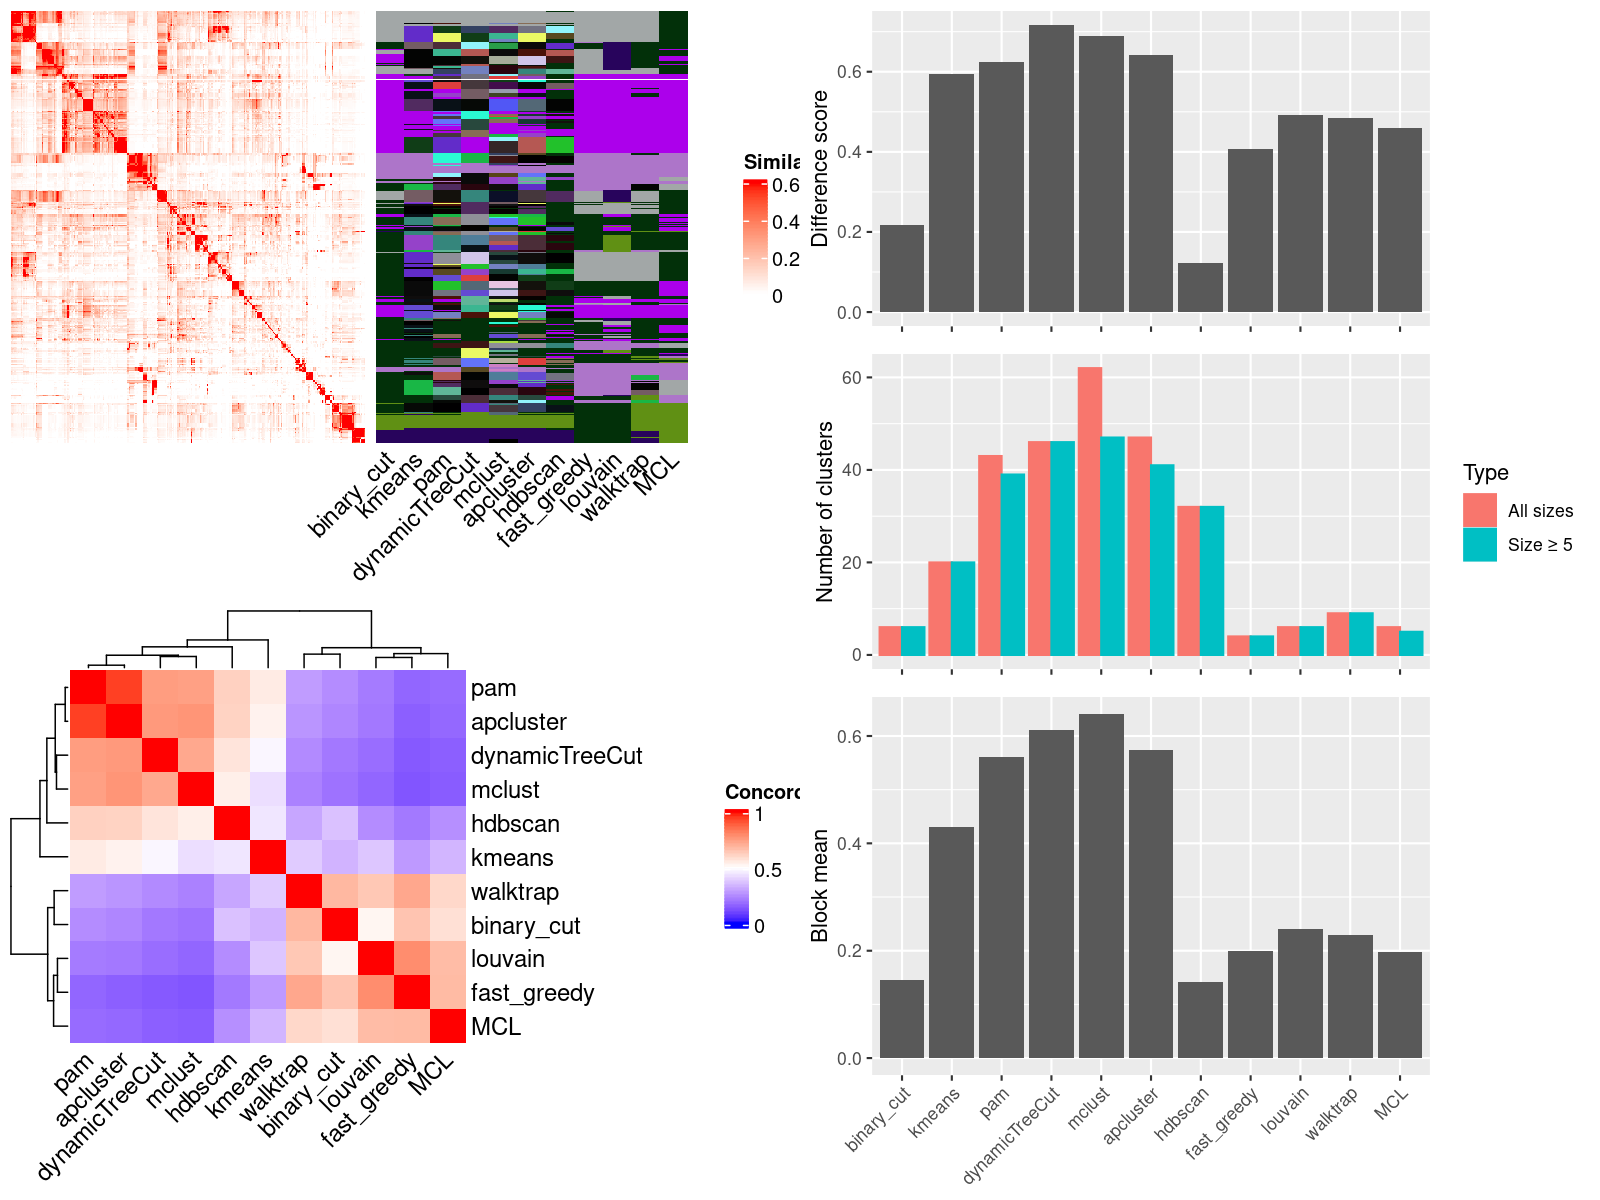 Simila
0.6
0.4
0.2
0
binary_cut
kmeans
pam
dynamicTreeCut
mclust
apcluster
hdbscan
fast_greedy
louvain
walktrap
MCL
Difference score
0.6
0.4
0.2
0.0
Number of clusters
60
40
20
0
Type
All sizes
Size ≥ 5
pam
apcluster
dynamicTreeCut
mclust
hdbscan
kmeans
walktrap
binary_cut
louvain
fast_greedy
MCL
pam
apcluster
dynamicTreeCut
mclust
hdbscan
kmeans
walktrap
binary_cut
louvain
fast_greedy
MCL
Concord
1
0.5
0
Block mean
0.6
0.4
0.2
0.0
binary_cut
kmeans
pam
dynamicTreeCut
mclust
apcluster
hdbscan
fast_greedy
louvain
walktrap
MCL